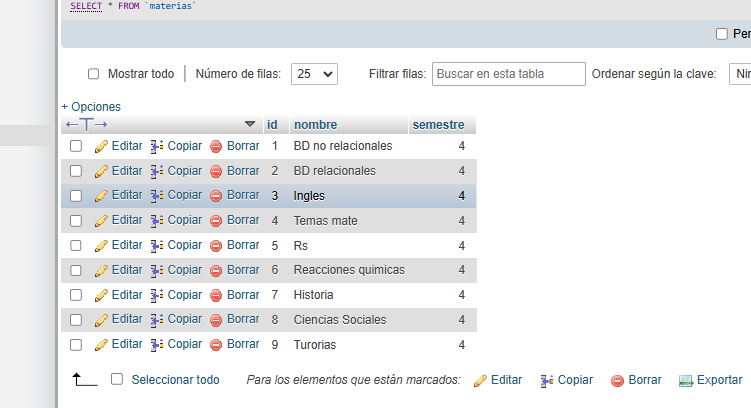 SELECT * FROM `materias`
Per
Mostrar todo Número de filas: 25 Filtrar filas: Buscar en esta tabla Ordenar según la clave: Nin
+ Opciones
←T→ id nombre semestre
Editar Copiar Borrar 1 BD no relacionales 4
Editar Copiar Borrar 2 BD relacionales 4
Editar Copiar Borrar 3 Ingles 4
Editar Copiar Borrar 4 Temas mate 4
Editar Copiar Borrar 5 Rs 4
Editar Copiar Borrar 6 Reacciones quimicas 4
Editar Copiar Borrar 7 Historia 4
Editar Copiar Borrar 8 Ciencias Sociales 4
Editar Copiar Borrar 9 Turorias 4
Seleccionar todo Para los elementos que están marcados: Editar Copiar Borrar Exportar